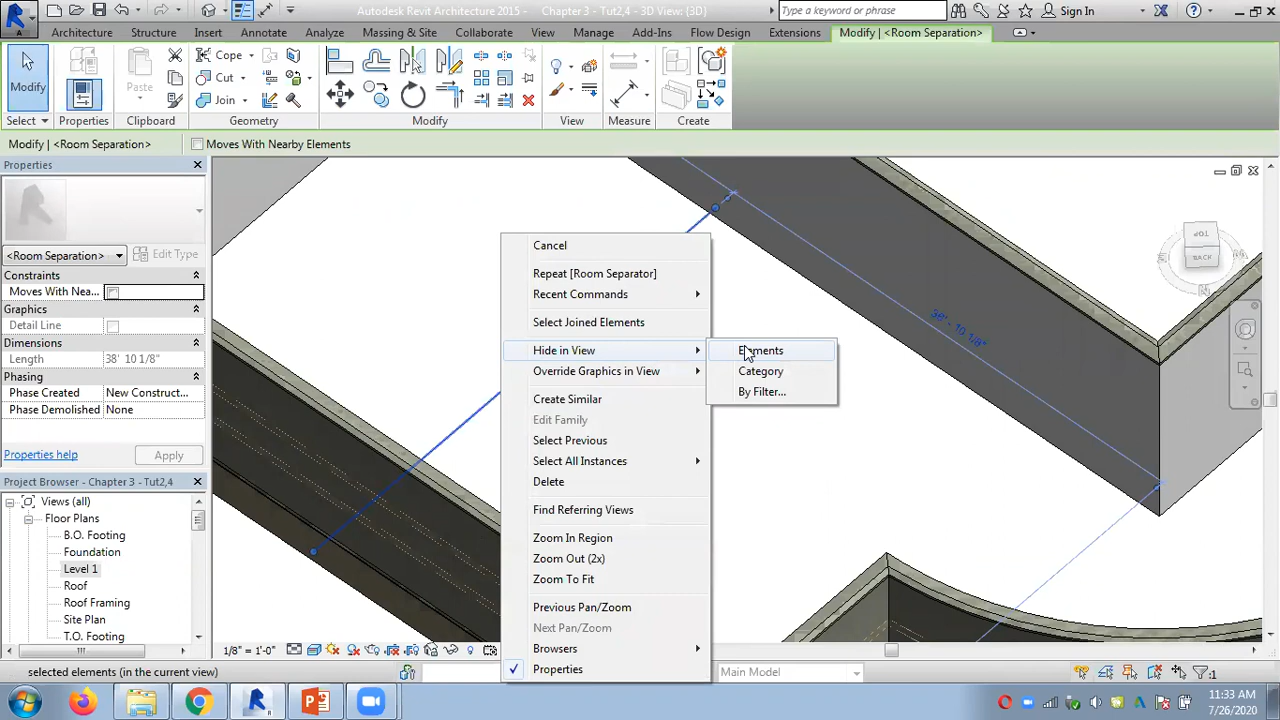 Autodesk Revit Architecture 2015 - Chapter 3 - Tut2,4 - 3D View: {3D}
Type a keyword or phrase
Sign In
Architecture
Structure
Insert
Annotate
Analyze
Massing & Site
Collaborate
View
Manage
Add-Ins
Flow Design
Extensions
Modify | <Room Separation>
Modify
Paste
Cope
Cut
Join
Select
Properties
Clipboard
Geometry
Modify
View
Measure
Create
Modify | <Room Separation>
Moves With Nearby Elements
Properties
<Room Separation>
Edit Type
Constraints
Moves With Nea...
Graphics
Detail Line
Dimensions
Length
38' 10 1/8"
Phasing
Phase Created
New Construct...
Phase Demolished
None
Properties help
Apply
Project Browser - Chapter 3 - Tut2,4
Views (all)
Floor Plans
B.O. Footing
Foundation
Level 1
Roof
Roof Framing
Site Plan
T.O. Footing
TOP
BACK
38' - 10 1/8"
Cancel
Repeat [Room Separator]
Recent Commands
Select Joined Elements
Hide in View
Override Graphics in View
Create Similar
Edit Family
Select Previous
Select All Instances
Delete
Find Referring Views
Zoom In Region
Zoom Out (2x)
Zoom To Fit
Previous Pan/Zoom
Next Pan/Zoom
Browsers
Properties
Elements
Category
By Filter...
1/8" = 1'-0"
selected elements (in the current view)
Main Model
:1
11:33 AM
7/26/2020